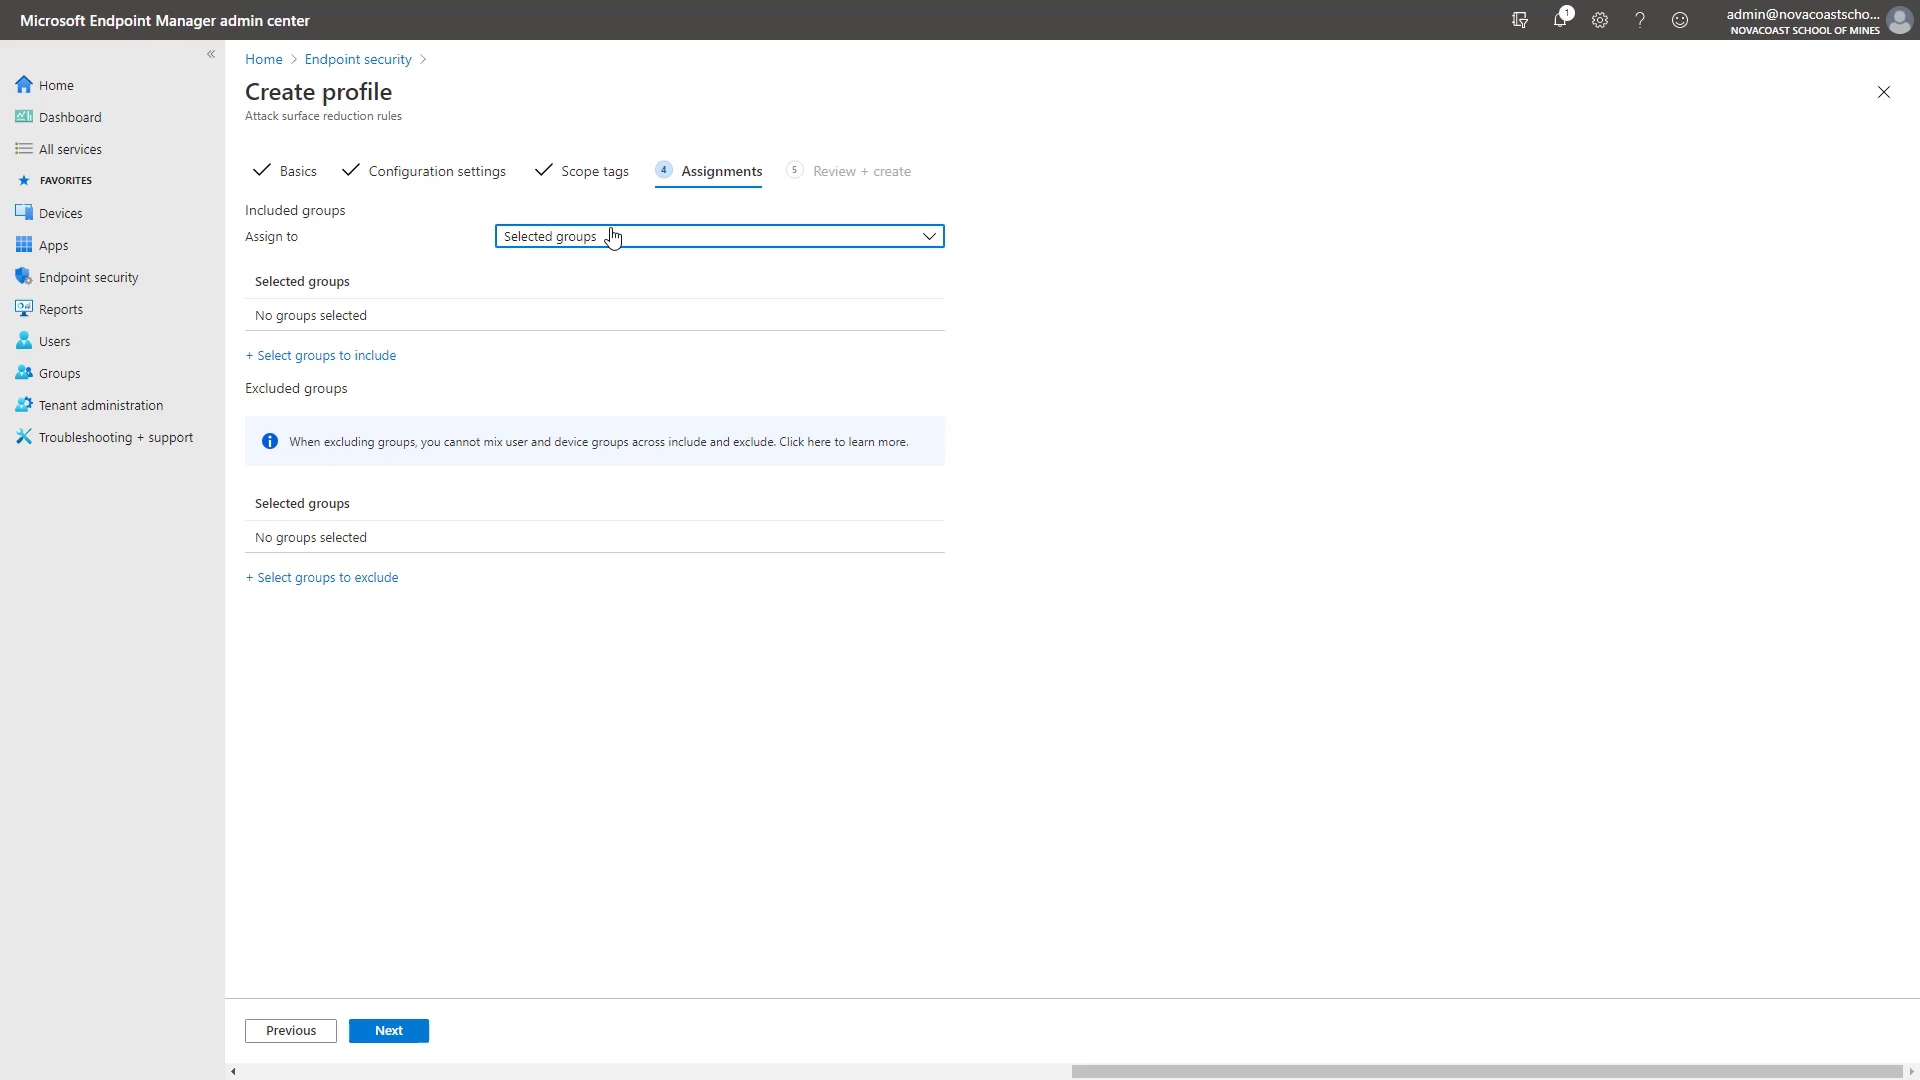 Microsoft Endpoint Manager admin center
1
admin@novacoastscho...
NOVACOAST SCHOOL OF MINES
Home
Dashboard
All services
FAVORITES
Devices
Apps
Endpoint security
Reports
Users
Groups
Tenant administration
Troubleshooting + support
Home > Endpoint security >
Create profile
Attack surface reduction rules
Basics Configuration settings Scope tags 4 Assignments 5 Review + create
Included groups
Assign to Selected groups
Selected groups
No groups selected
+ Select groups to include
Excluded groups
When excluding groups, you cannot mix user and device groups across include and exclude. Click here to learn more.
Selected groups
No groups selected
+ Select groups to exclude
Previous Next